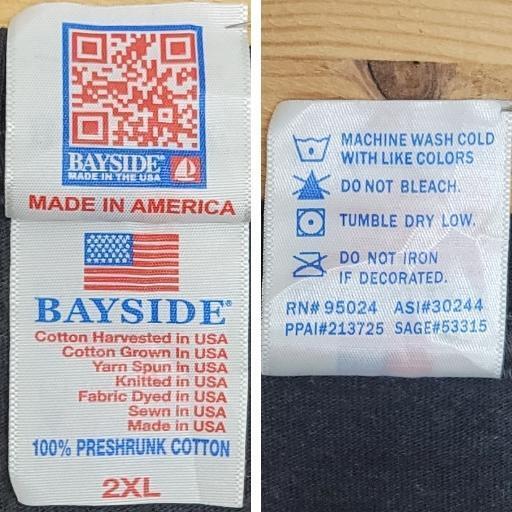 BAYSIDE®
MADE IN THE USA
MADE IN AMERICA
BAYSIDE®
Cotton Harvested in USA
Cotton Grown in USA
Yarn Spun in USA
Knitted in USA
Fabric Dyed in USA
Sewn in USA
Made in USA
100% PRESHRUNK COTTON
2XL
MACHINE WASH COLD
WITH LIKE COLORS
DO NOT BLEACH.
TUMBLE DRY LOW.
DO NOT IRON
IF DECORATED.
RN# 95024 ASI#30244
PPAI#213725 SAGE#53315